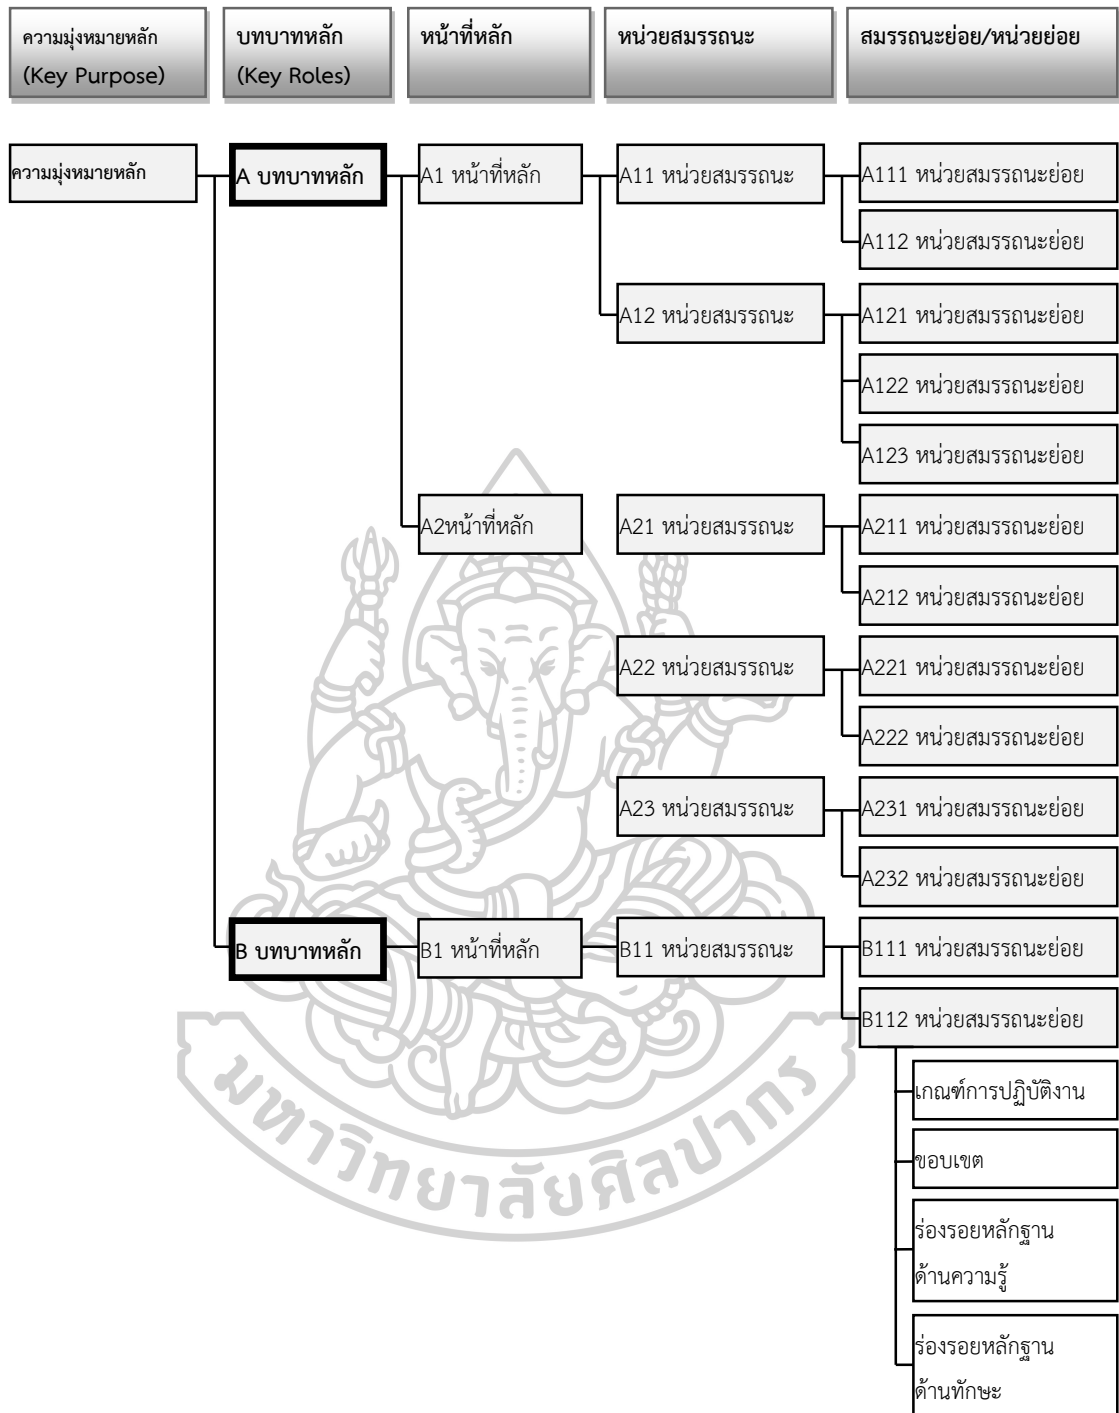 ความมุ่งหมายหลัก
(Key Purpose)
บทบาทหลัก
(Key Roles)
หน้าที่หลัก
หน่วยสมรรถนะ
สมรรถนะย่อย/หน่วยย่อย
ความมุ่งหมายหลัก
A บทบาทหลัก
A1 หน้าที่หลัก
A11 หน่วยสมรรถนะ
A111 หน่วยสมรรถนะย่อย
A112 หน่วยสมรรถนะย่อย
A12 หน่วยสมรรถนะ
A121 หน่วยสมรรถนะย่อย
A122 หน่วยสมรรถนะย่อย
A123 หน่วยสมรรถนะย่อย
A2หน้าที่หลัก
A21 หน่วยสมรรถนะ
A211 หน่วยสมรรถนะย่อย
A212 หน่วยสมรรถนะย่อย
A22 หน่วยสมรรถนะ
A221 หน่วยสมรรถนะย่อย
A222 หน่วยสมรรถนะย่อย
A23 หน่วยสมรรถนะ
A231 หน่วยสมรรถนะย่อย
A232 หน่วยสมรรถนะย่อย
B บทบาทหลัก
B1 หน้าที่หลัก
B11 หน่วยสมรรถนะ
B111 หน่วยสมรรถนะย่อย
B112 หน่วยสมรรถนะย่อย
เกณฑ์การปฏิบัติงาน
ขอบเขต
ร่องรอยหลักฐาน
ด้านความรู้
ร่องรอยหลักฐาน
ด้านทักษะ
มหาวิทยาลัยศิลปากร